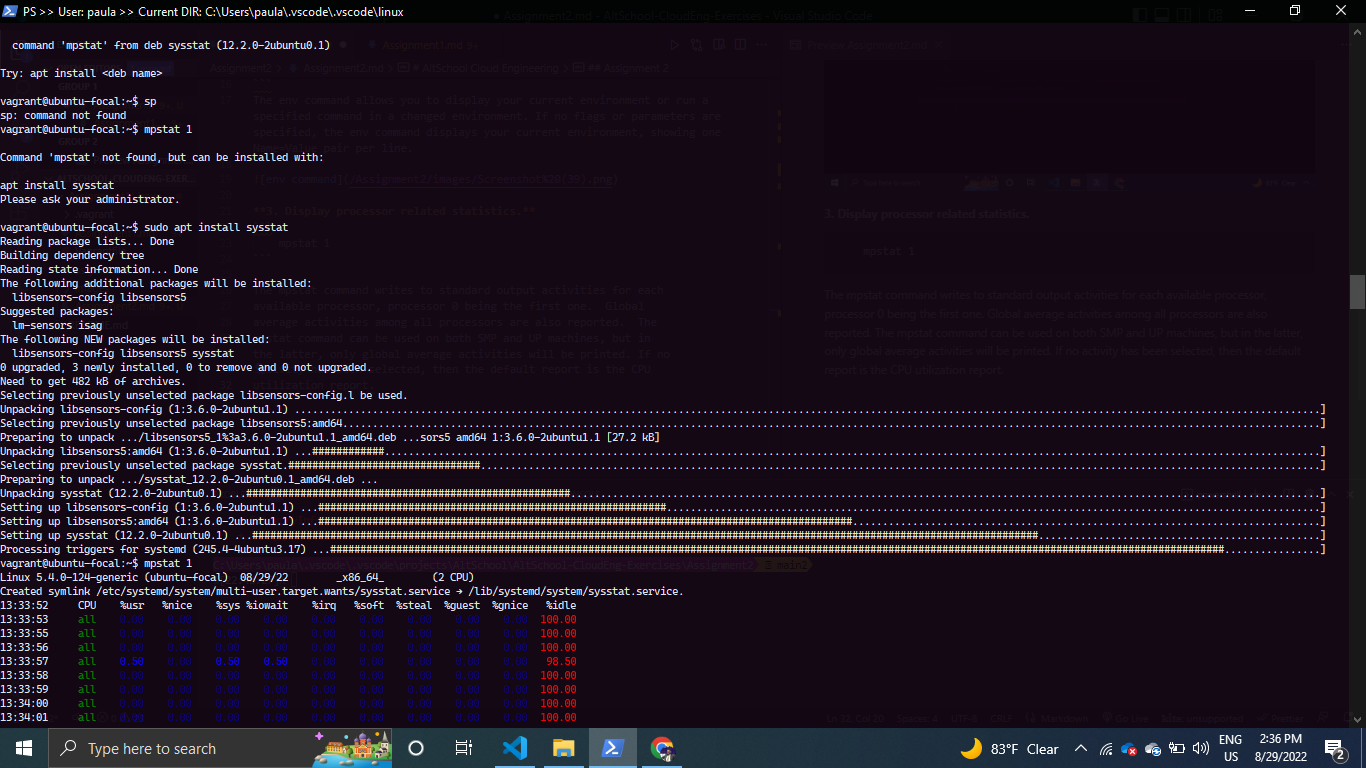 PS >> User: paula >> Current DIR: C:\Users\paula\.vscode\.vscode\linux
command 'mpstat' from deb sysstat (12.2.0-2ubuntu0.1)
Try: apt install <deb name>
vagrant@ubuntu-focal:~$ sp
sp: command not found
vagrant@ubuntu-focal:~$ mpstat 1
Command 'mpstat' not found, but can be installed with:
apt install sysstat
Please ask your administrator.
vagrant@ubuntu-focal:~$ sudo apt install sysstat
Reading package lists... Done
Building dependency tree
Reading state information... Done
The following additional packages will be installed:
libsensors-config libsensors5
Suggested packages:
lm-sensors isag
The following NEW packages will be installed:
libsensors-config libsensors5 sysstat
0 upgraded, 3 newly installed, 0 to remove and 0 not upgraded.
Need to get 482 kB of archives.
Selecting previously unselected package libsensors-config.l be used.
Unpacking libsensors-config (1:3.6.0-2ubuntu1.1) ...]
Selecting previously unselected package libsensors5:amd64...]
Preparing to unpack .../libsensors5_1%3a3.6.0-2ubuntu1.1_amd64.deb ...sors5 amd64 1:3.6.0-2ubuntu1.1 [27.2 kB]
Unpacking libsensors5:amd64 (1:3.6.0-2ubuntu1.1) ...############...]
Selecting previously unselected package sysstat.################################...]
Preparing to unpack .../sysstat_12.2.0-2ubuntu0.1_amd64.deb ...
Unpacking sysstat (12.2.0-2ubuntu0.1) ...######################################################...]
Setting up libsensors-config (1:3.6.0-2ubuntu1.1) ...##########################################################...]
Setting up libsensors5:amd64 (1:3.6.0-2ubuntu1.1) ...#########################################################################################...]
Setting up sysstat (12.2.0-2ubuntu0.1) ...###################################################################################################################################...]
Processing triggers for systemd (245.4-4ubuntu3.17) ...#####################################################################################################################################################...]
vagrant@ubuntu-focal:~$ mpstat 1
Linux 5.4.0-124-generic (ubuntu-focal) 08/29/22 _x86_64_ (2 CPU)
Created symlink /etc/systemd/system/multi-user.target.wants/sysstat.service → /lib/systemd/system/sysstat.service.
13:33:52 CPU %usr %nice %sys %iowait %irq %soft %steal %guest %gnice %idle
13:33:53 all 0.00 0.00 0.00 0.00 0.00 0.00 0.00 0.00 0.00 100.00
13:33:55 all 0.00 0.00 0.00 0.00 0.00 0.00 0.00 0.00 0.00 100.00
13:33:56 all 0.00 0.00 0.00 0.00 0.00 0.00 0.00 0.00 0.00 100.00
13:33:57 all 0.50 0.00 0.50 0.50 0.00 0.00 0.00 0.00 0.00 98.50
13:33:58 all 0.00 0.00 0.00 0.00 0.00 0.00 0.00 0.00 0.00 100.00
13:33:59 all 0.00 0.00 0.00 0.00 0.00 0.00 0.00 0.00 0.00 100.00
13:34:00 all 0.00 0.00 0.00 0.00 0.00 0.00 0.00 0.00 0.00 100.00
13:34:01 all 0.00 0.00 0.00 0.00 0.00 0.00 0.00 0.00 0.00 100.00
Type here to search
83°F Clear
ENG
US
2:36 PM
8/29/2022
2